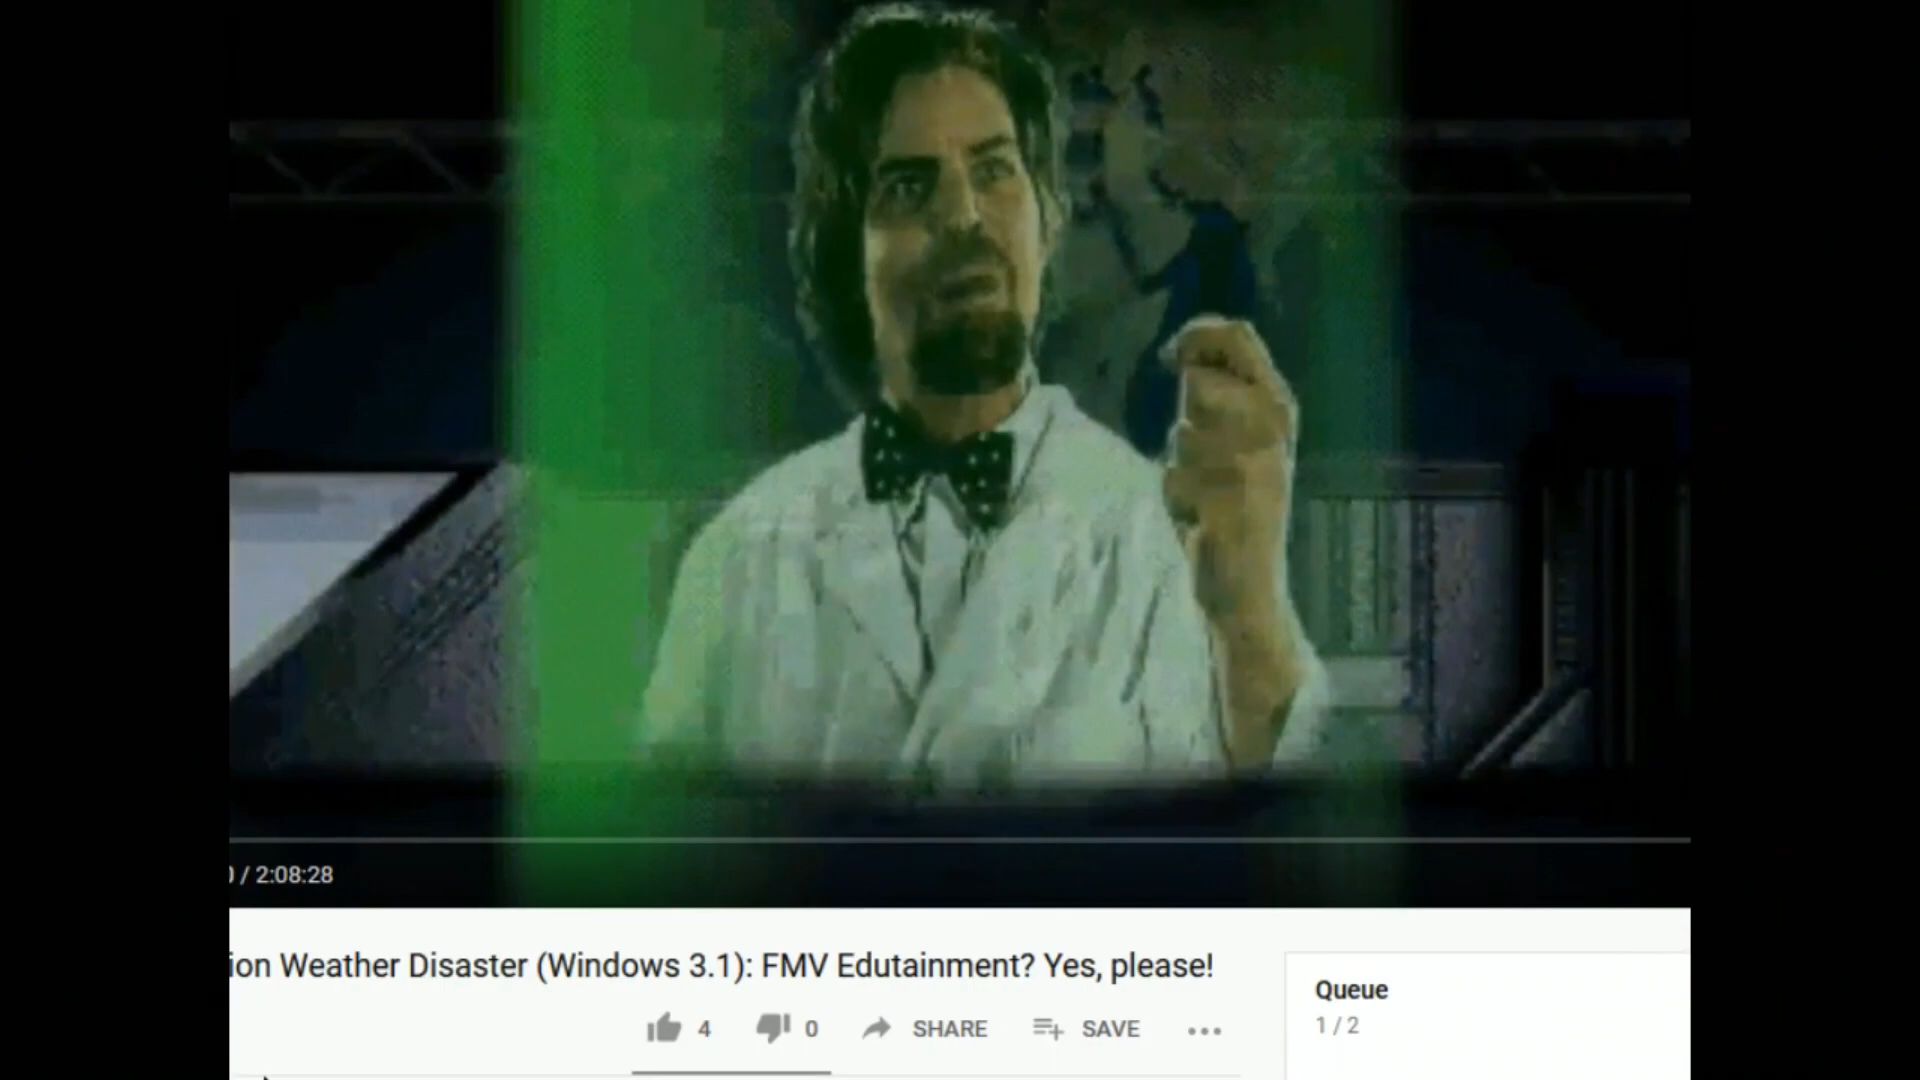 / 2:08:28
ion Weather Disaster (Windows 3.1): FMV Edutainment? Yes, please!
Queue
1 / 2
4
0
SHARE
SAVE